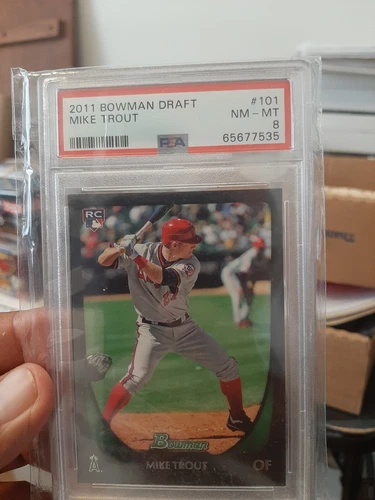 2011 BOWMAN DRAFT #101
MIKE TROUT NM - MT
8
PSA 65677535
RC
Bowman
MIKE TROUT OF